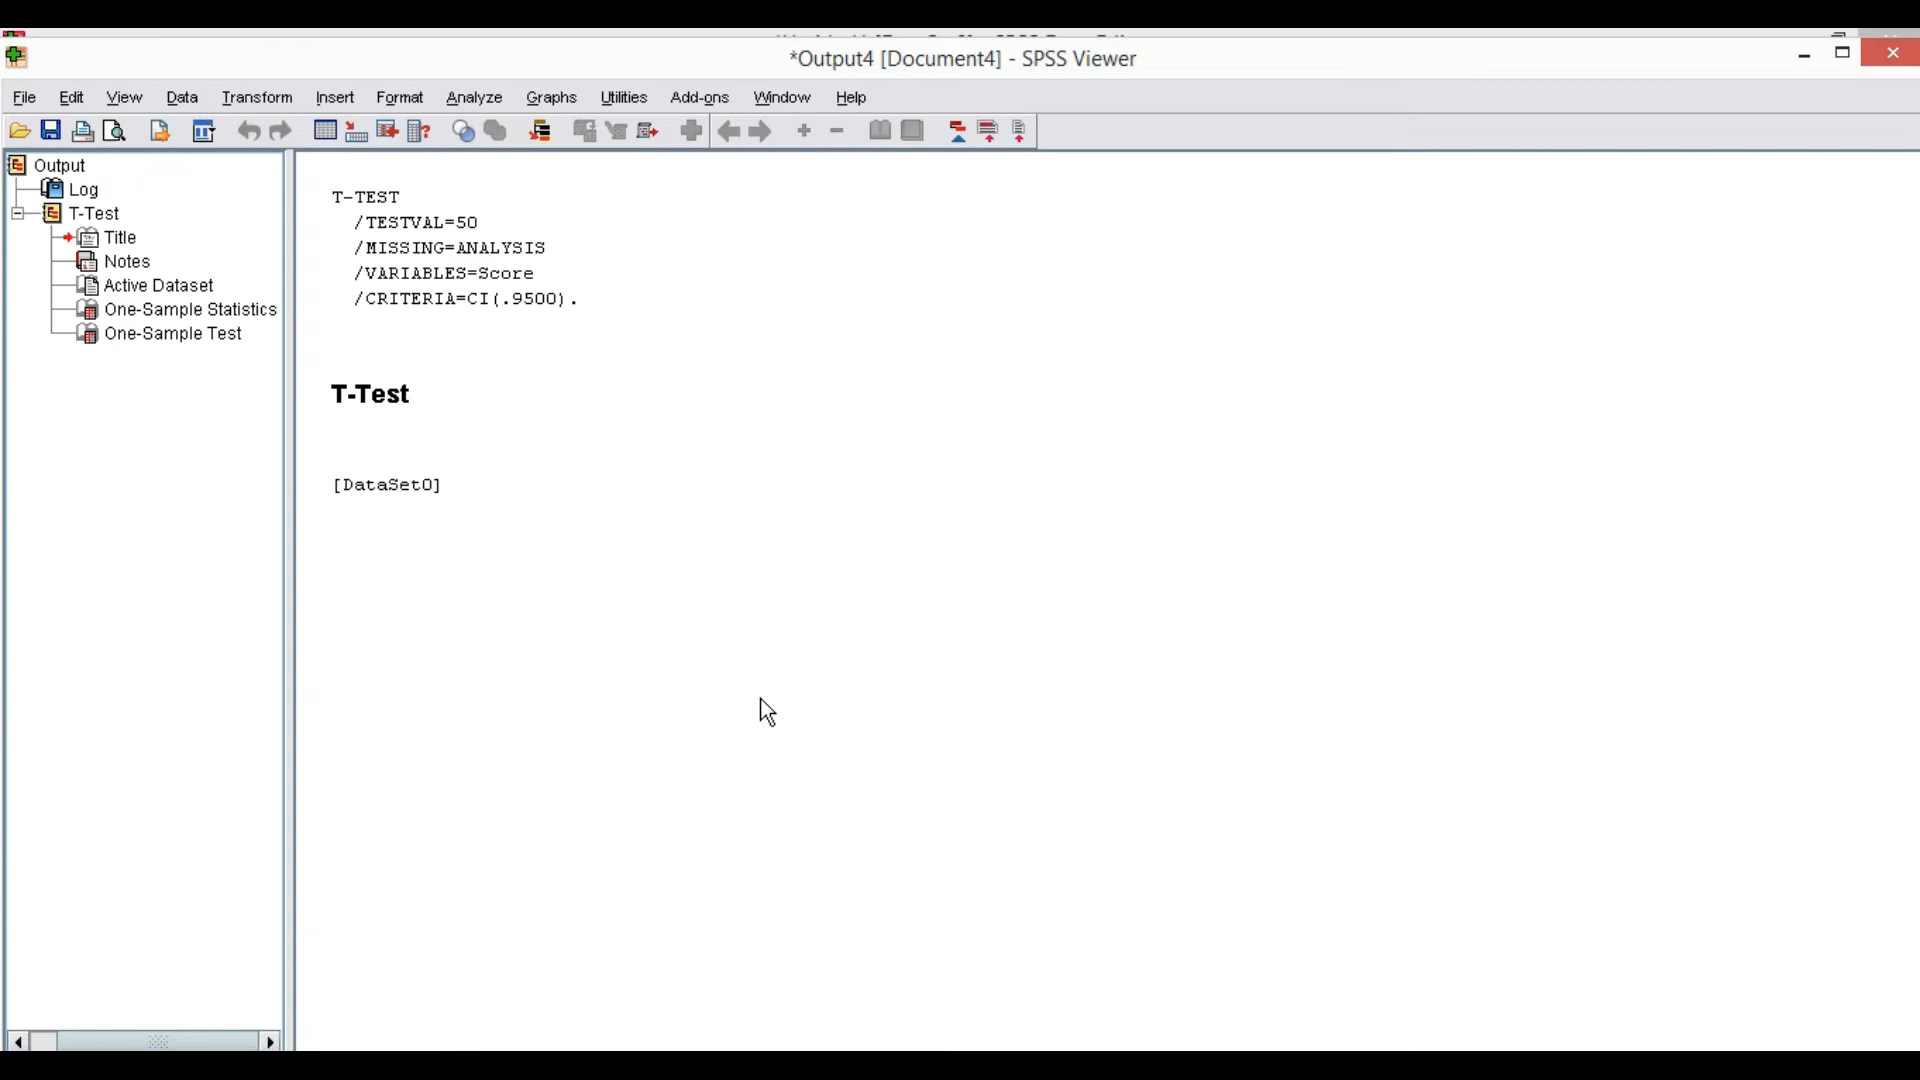 *Output4 [Document4] - SPSS Viewer
File Edit View Data Transform Insert Format Analyze Graphs Utilities Add-ons Window Help
Output
Log
T-Test
Title
Notes
Active Dataset
One-Sample Statistics
One-Sample Test
T-TEST
/TESTVAL=50
/MISSING=ANALYSIS
/VARIABLES=Score
/CRITERIA=CI(.9500).
T-Test
[DataSet0]